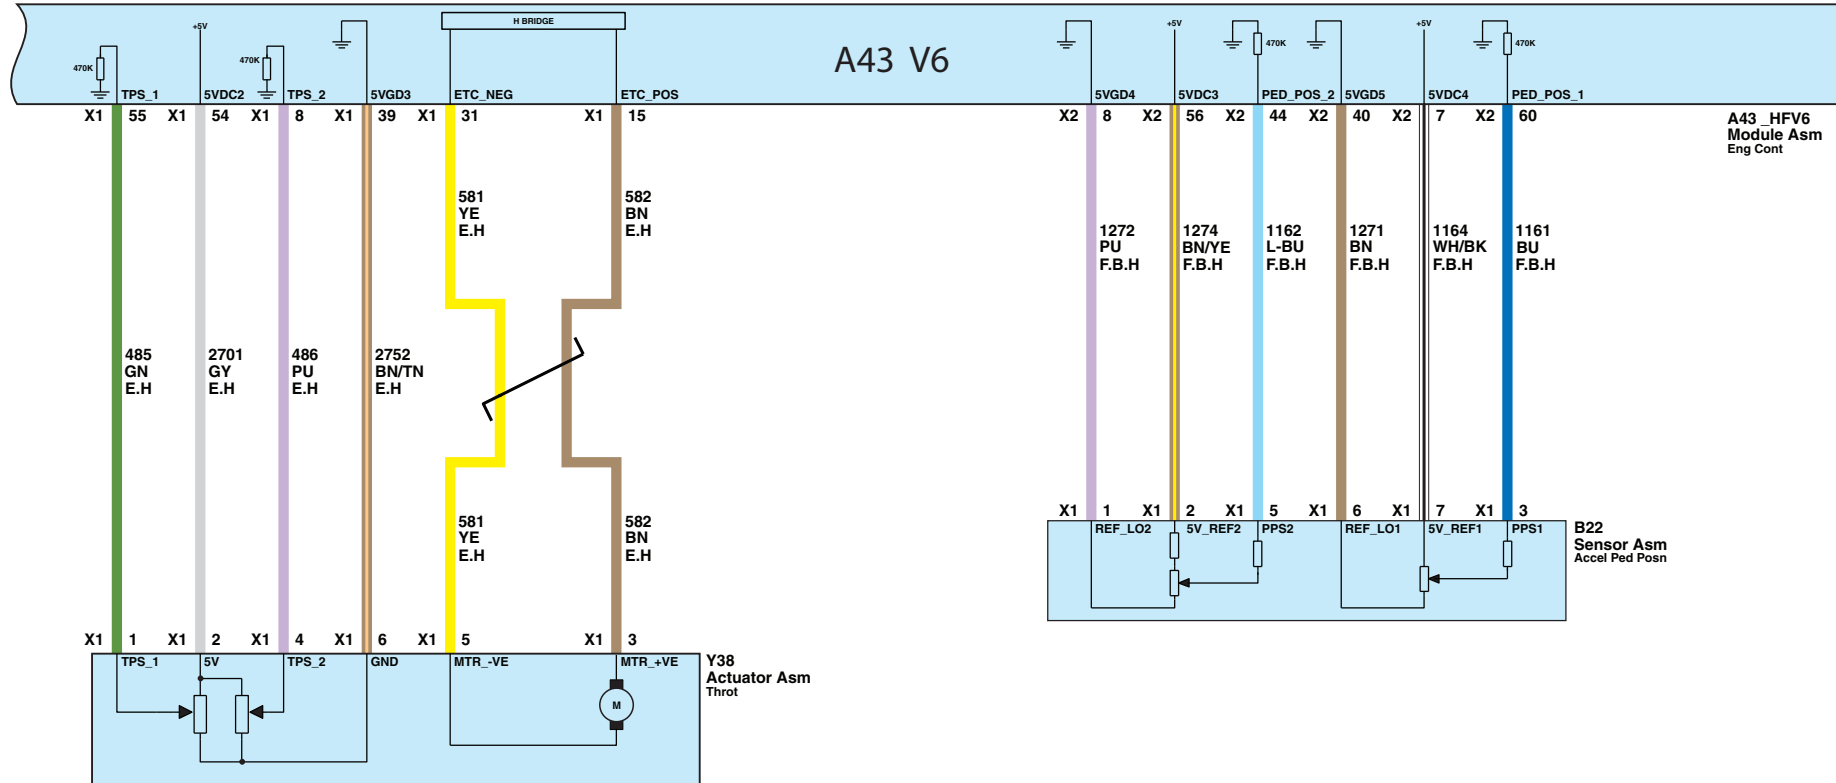 H BRIDGE
+5V
+5V
+5V
470K
470K
470K
470K
A43 V6
TPS_1
5VDC2
TPS_2
5VGD3
ETC_NEG
ETC_POS
5VGD4
5VDC3
PED_POS_2
5VGD5
5VDC4
PED_POS_1
X1 55
X1 54
X1 8
X1 39
X1 31
X1 15
X2 8
X2 56
X2 44
X2 40
X2 7
X2 60
A43 _HFV6
Module Asm
Eng Cont
581
YE
E.H
582
BN
E.H
1272
PU
F.B.H
1274
BN/YE
F.B.H
1162
L-BU
F.B.H
1271
BN
F.B.H
1164
WH/BK
F.B.H
1161
BU
F.B.H
485
GN
E.H
2701
GY
E.H
486
PU
E.H
2752
BN/TN
E.H
581
YE
E.H
582
BN
E.H
X1 1
X1 2
X1 5
X1 6
X1 7
X1 3
REF_LO2
5V_REF2
PPS2
REF_LO1
5V_REF1
PPS1
B22
Sensor Asm
Accel Ped Posn
X1 1
X1 2
X1 4
X1 6
X1 5
X1 3
TPS_1
5V
TPS_2
GND
MTR_-VE
MTR_+VE
Y38
Actuator Asm
Throt
M